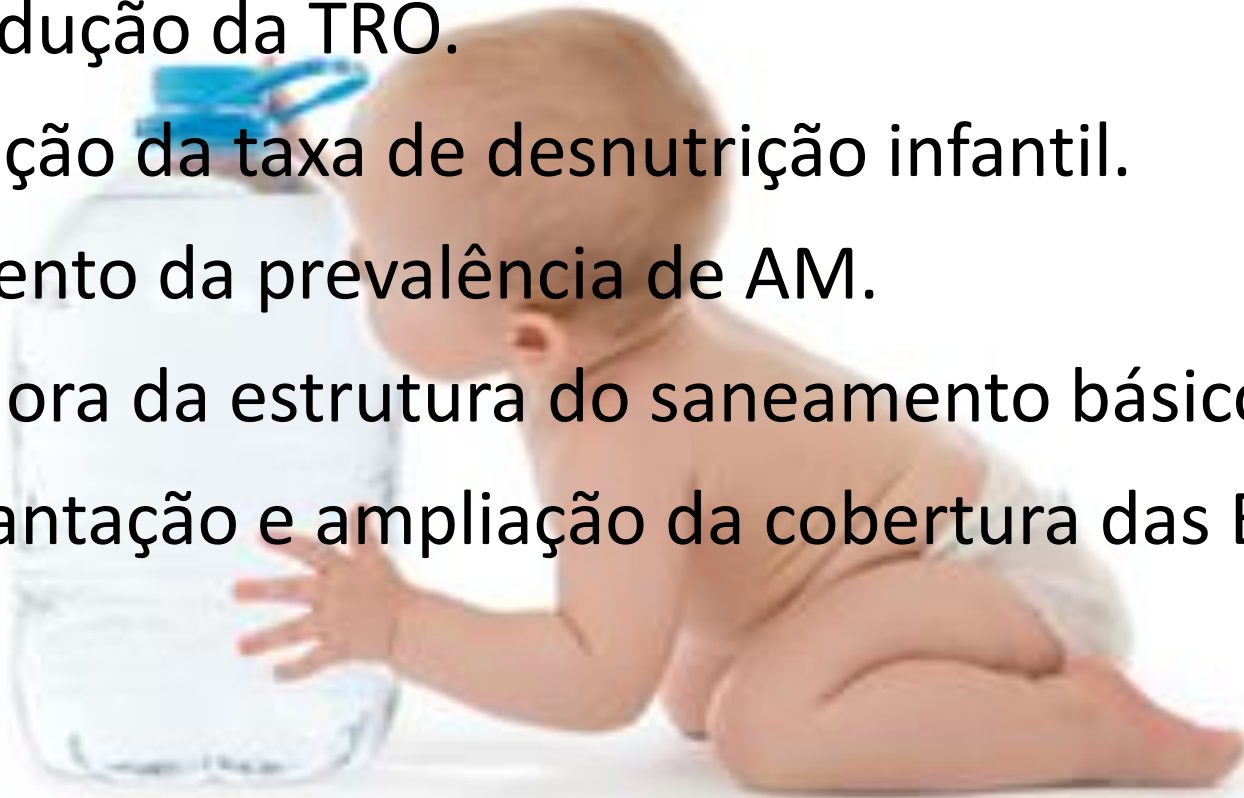 dução da TRO.
ção da taxa de desnutrição infantil.
ento da prevalência de AM.
ora da estrutura do saneamento básico
antação e ampliação da cobertura das E